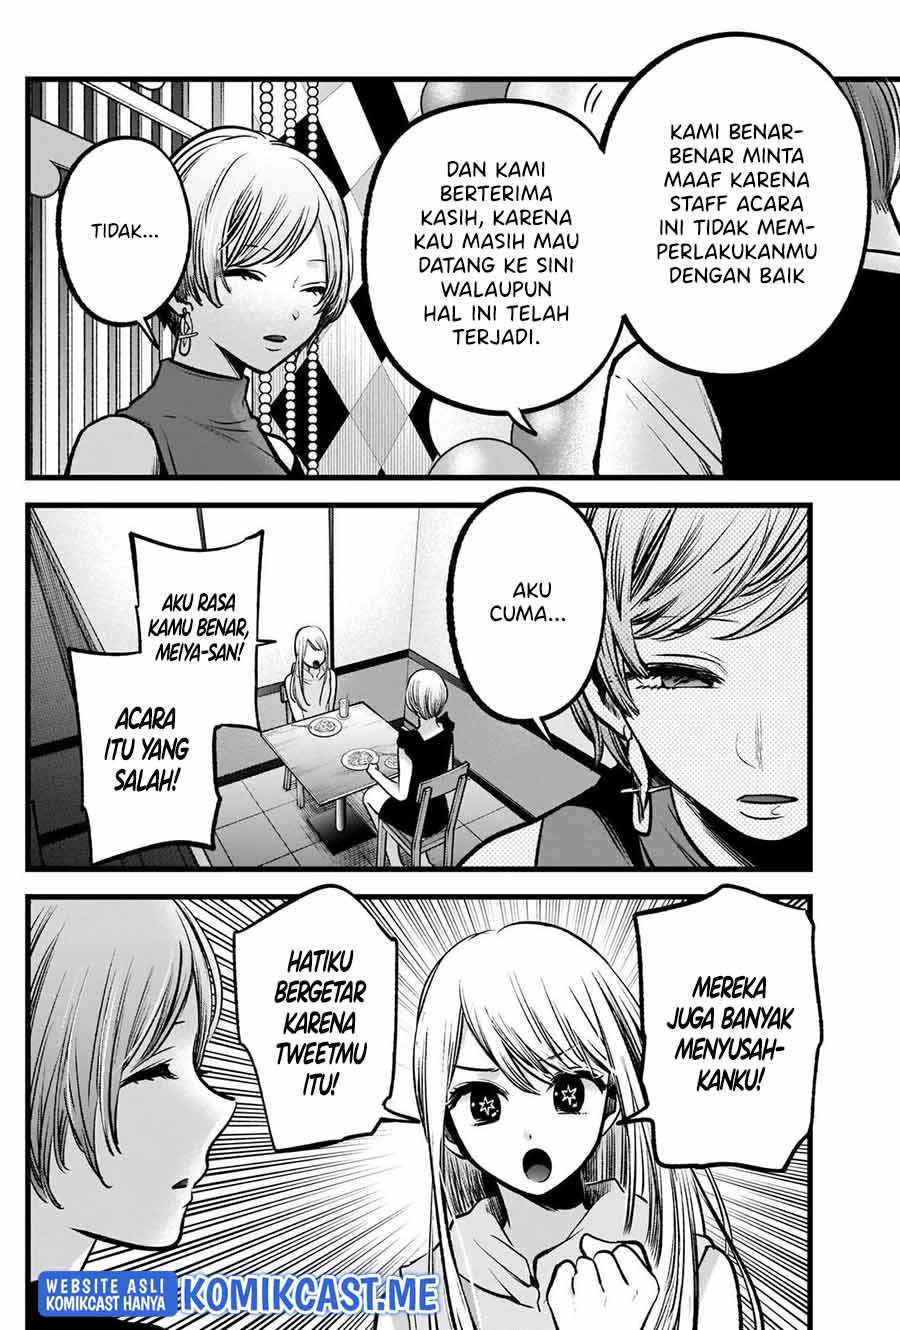 KAMI BENAR-
BENAR MINTA
MAAF KARENA
STAFF ACARA
INI TIDAK MEM-
PERLAKUKANMU
DENGAN BAIK
DAN KAMI
BERTERIMA
KASIH, KARENA
KAU MASIH MAU
DATANG KE SINI
WALAUPUN
HAL INI TELAH
TERJADI.
TIDAK...
AKU
CUMA...
AKU RASA
KAMU BENAR,
MEIYA-SAN!
ACARA
ITU YANG
SALAH!
MEREKA
JUGA BANYAK
MENYUSAH-
KANKU!
HATIKU
BERGETAR
KARENA
TWEETMU
ITU!
WEBSITE ASLI
KOMIKCAST HANYA
KOMIKCAST.ME